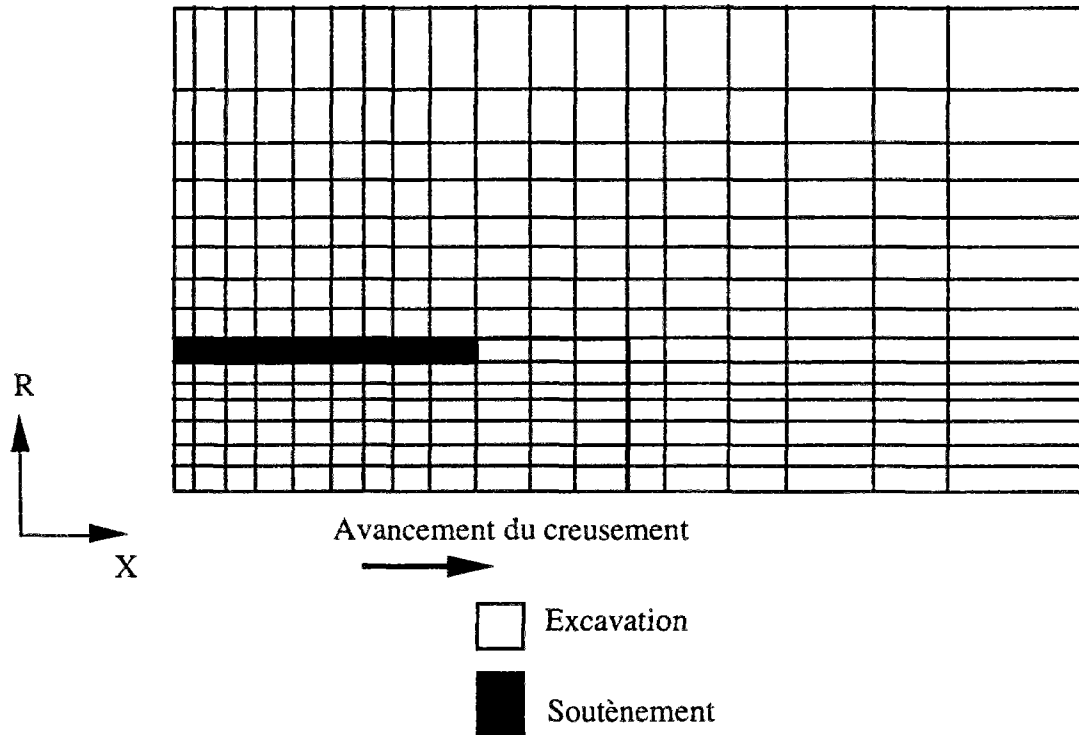 R
X
Avancement du creusement
Excavation
Soutènement